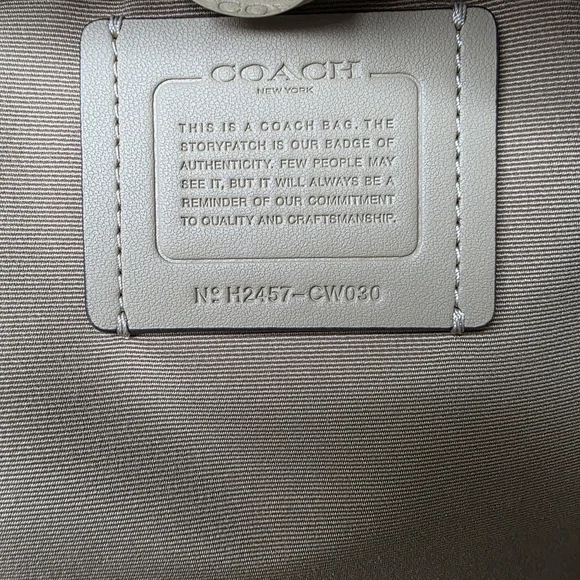 COACH
COACH
NEW YORK
THIS IS A COACH BAG. THE
STORYPATCH IS OUR BADGE OF
AUTHENTICITY. FEW PEOPLE MAY
SEE IT, BUT IT WILL ALWAYS BE A
REMINDER OF OUR COMMITMENT
TO QUALITY AND CRAFTSMANSHIP.
Nº H2457-CW030